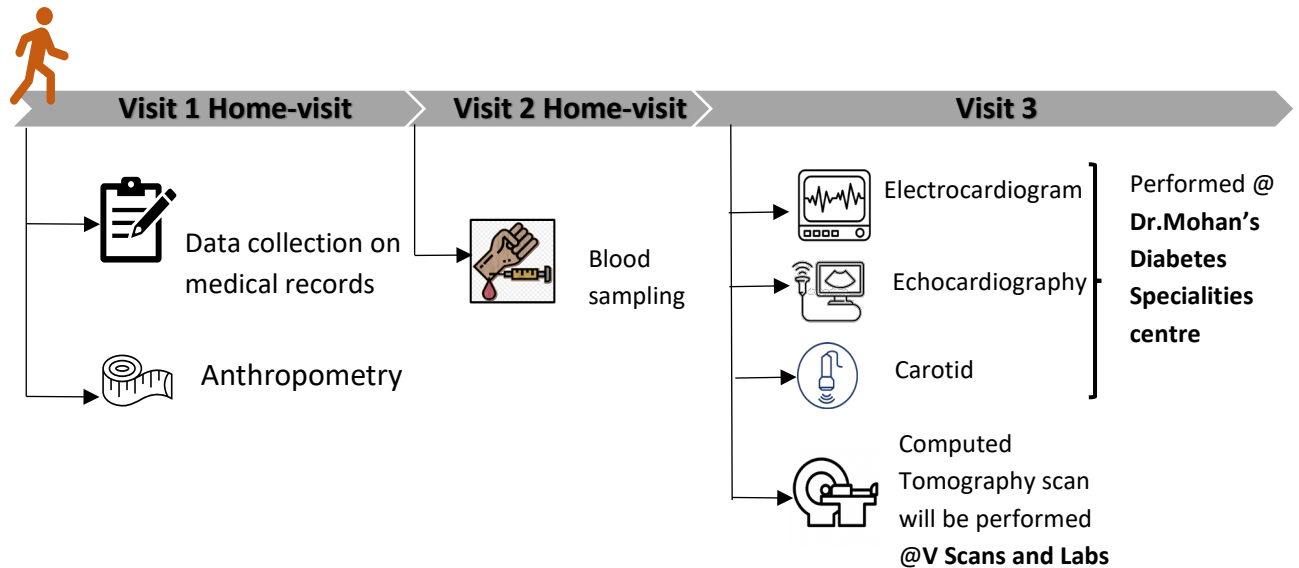 Visit 1 Home-visit
Visit 2 Home-visit
Visit 3
Data collection on
medical records
Anthropometry
Blood
sampling
Electrocardiogram
Echocardiography
Carotid
Computed
Tomography scan
will be performed
@V Scans and Labs
Performed @
Dr.Mohan's
Diabetes
Specialities
centre